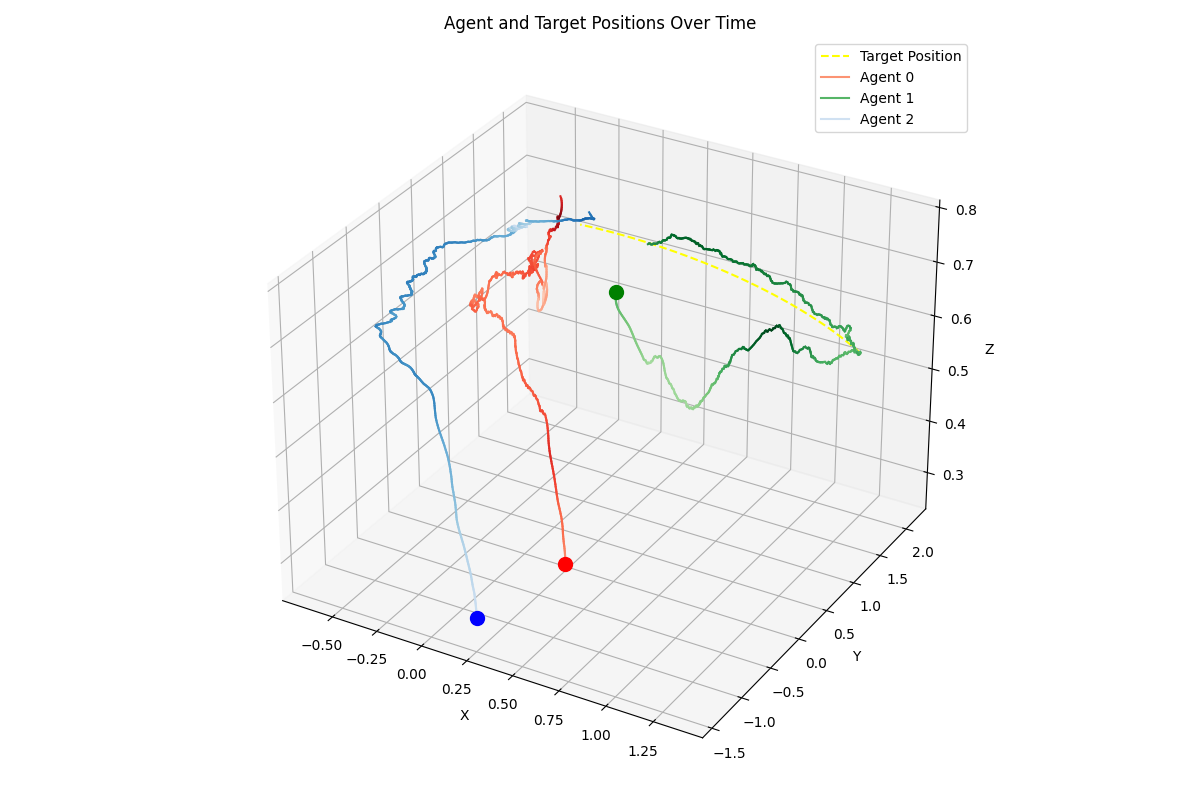 Agent and Target Positions Over Time
Target Position
Agent 0
Agent 1
Agent 2
0.8
0.7
0.6
0.5
0.4
0.3
Z
2.0
1.5
1.0
0.5
0.0
−0.5
−1.0
−1.5
Y
−0.50
−0.25
0.00
0.25
0.50
0.75
1.00
1.25
X